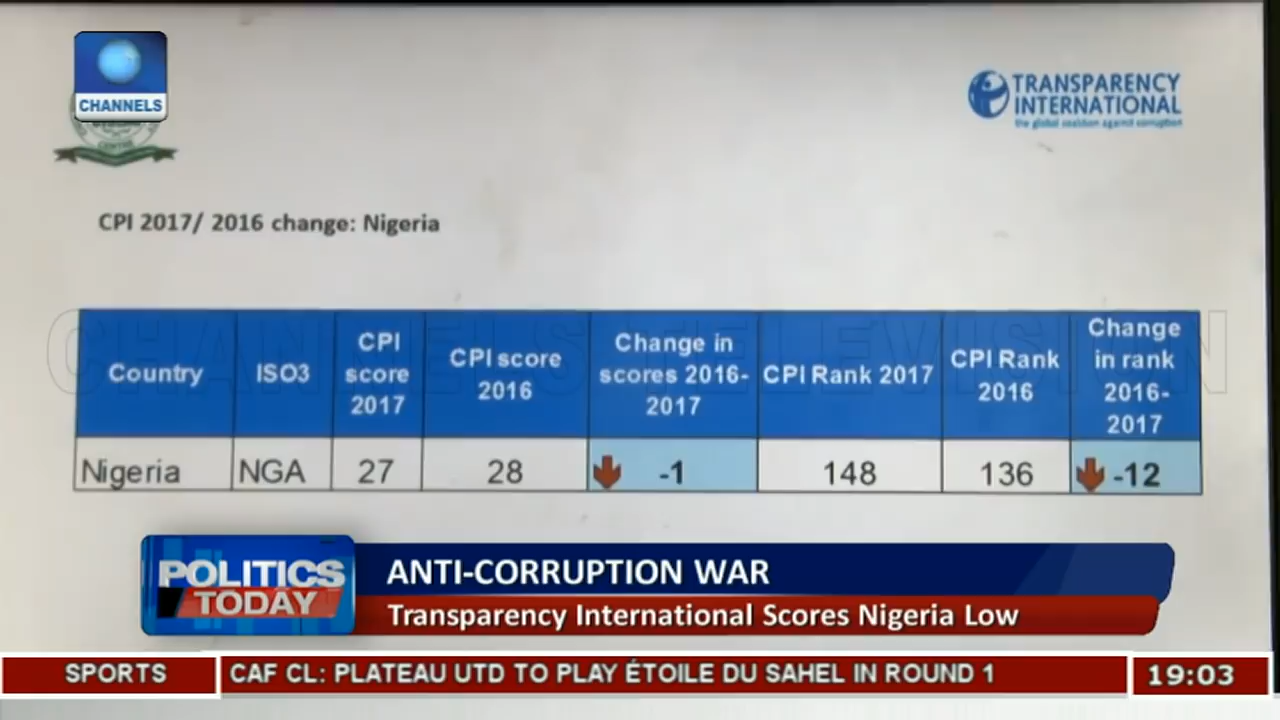 CHANNELS
CENTRE
TRANSPARENCY
INTERNATIONAL
the global coalition against corruption
CPI 2017/ 2016 change: Nigeria
CHANNELS TELEVISION
Country
ISO3
CPI
score
2017
CPI score
2016
Change in
scores 2016-
2017
CPI Rank 2017
CPI Rank
2016
Change
in rank
2016-
2017
Nigeria
NGA
27
28
-1
148
136
-12
POLITICS
TODAY
ANTI-CORRUPTION WAR
Transparency International Scores Nigeria Low
SPORTS
CAF CL: PLATEAU UTD TO PLAY ÉTOILE DU SAHEL IN ROUND 1
19:03